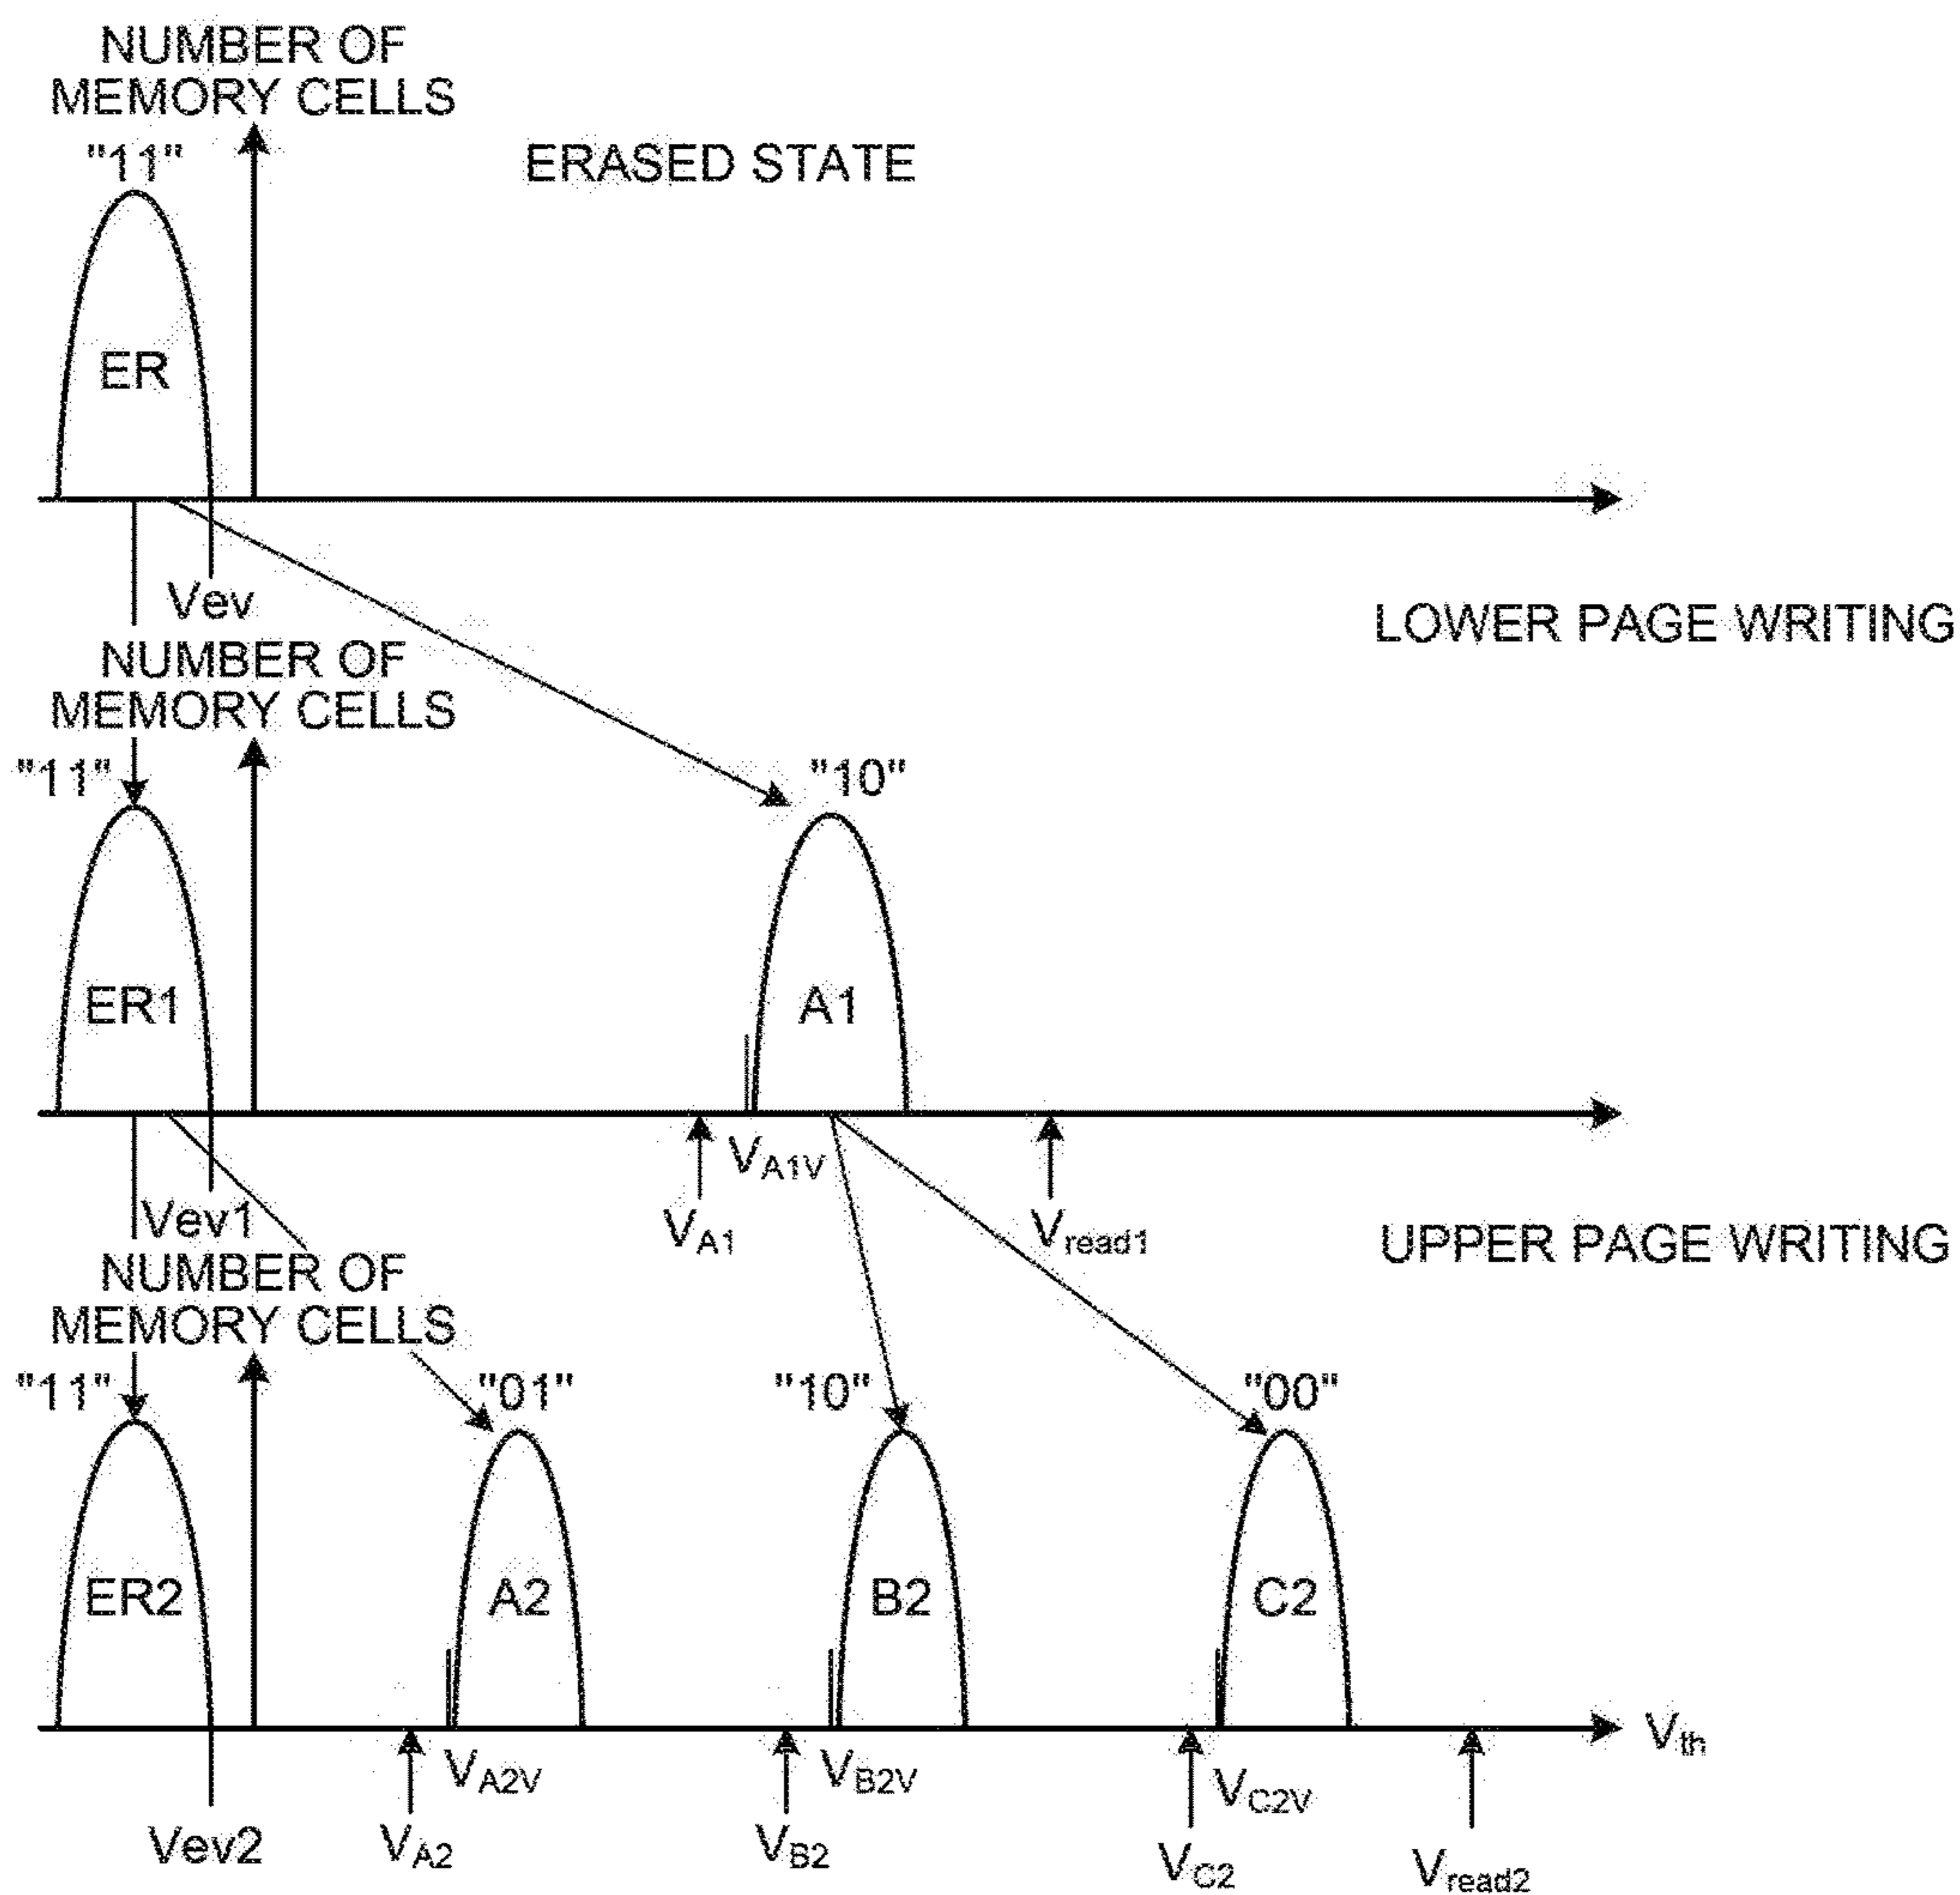 NUMBER OF
MEMORY CELLS
"11"
ERASED STATE
ER
Vev
LOWER PAGE WRITING
NUMBER OF
MEMORY CELLS
"11"
"10"
ER1
A1
Vev1
VA1
VA1V
Vread1
UPPER PAGE WRITING
NUMBER OF
MEMORY CELLS
"11"
"01"
"10"
"00"
ER2
A2
B2
C2
Vth
VA2V
VB2V
VC2V
Vev2
VA2
VB2
VC2
Vread2